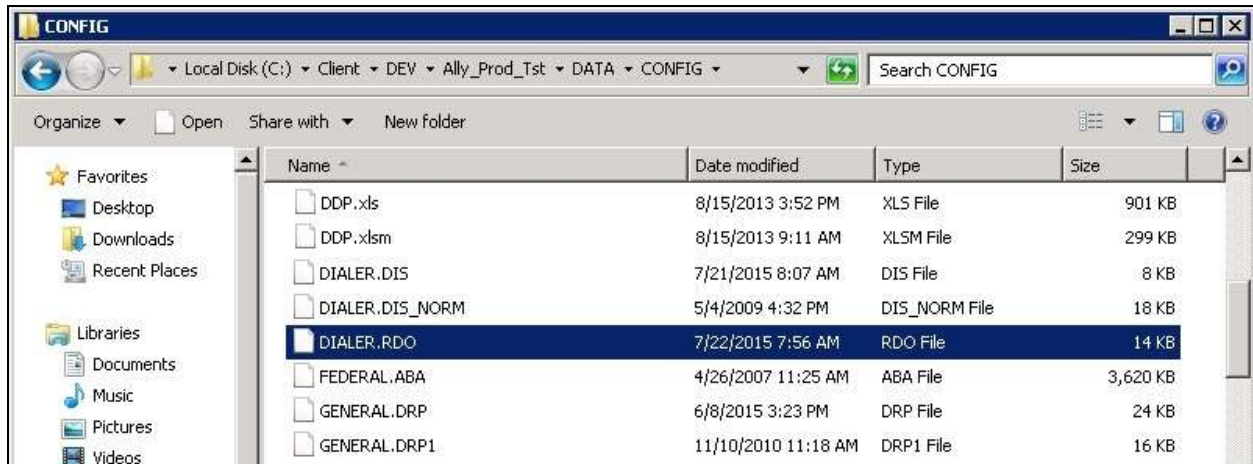 CONFIG
Local Disk (C:) Client DEV Ally_Prod_Tst DATA CONFIG Search CONFIG
Organize Open Share with New folder
Favorites
Desktop
Downloads
Recent Places
Libraries
Documents
Music
Pictures
Videos
Name Date modified Type Size
DDP.xls 8/15/2013 3:52 PM XLS File 901 KB
DDP.xlsm 8/15/2013 9:11 AM XLSM File 299 KB
DIALER.DIS 7/21/2015 8:07 AM DIS File 8 KB
DIALER.DIS_NORM 5/4/2009 4:32 PM DIS_NORM File 18 KB
DIALER.RDO 7/22/2015 7:56 AM RDO File 14 KB
FEDERAL.ABA 4/26/2007 11:25 AM ABA File 3,620 KB
GENERAL.DRP 6/8/2015 3:23 PM DRP File 24 KB
GENERAL.DRP1 11/10/2010 11:18 AM DRP1 File 16 KB